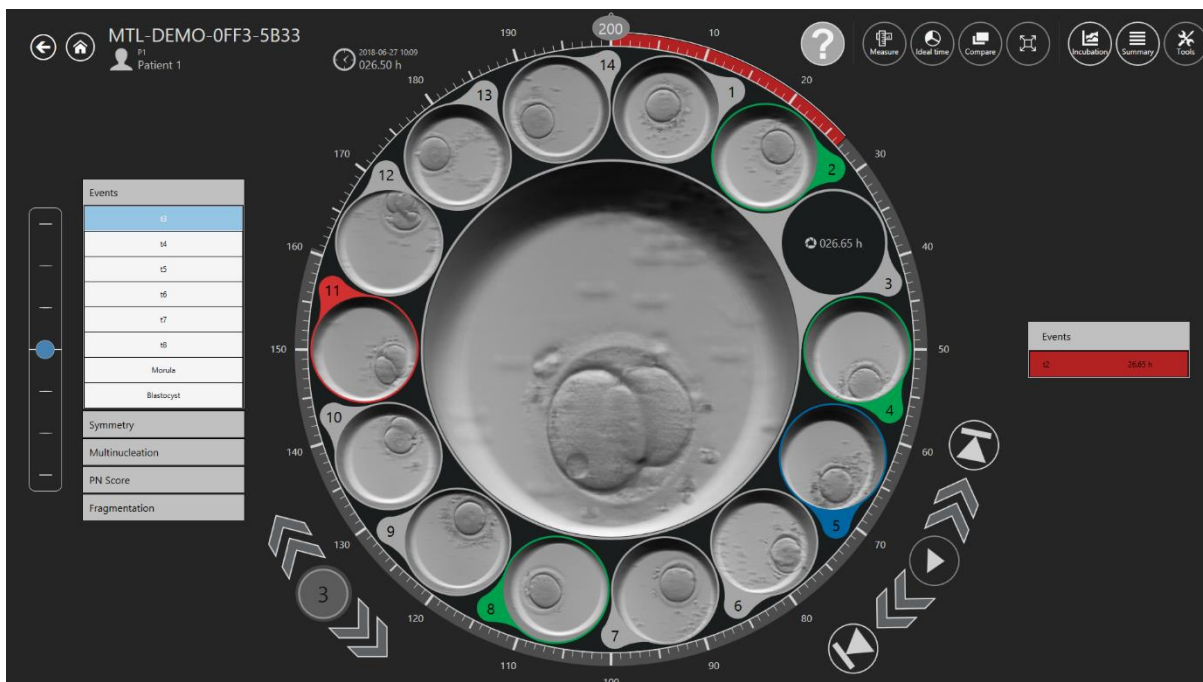 MTL-DEMO-0FF3-5B33
P1
Patient 1
2018-06-27 10:09
026.50 h
?
Measure
Ideal time
Compare
Incubation
Summary
Tools
200
10
20
30
40
50
60
70
80
90
100
110
120
130
140
150
160
170
180
190
1
2
3
4
5
6
7
8
9
10
11
12
13
14
026.65 h
Events
t3
t4
t5
t6
t7
t8
Morula
Blastocyst
Symmetry
Multinucleation
PN Score
Fragmentation
3
Events
t2 26.65 h